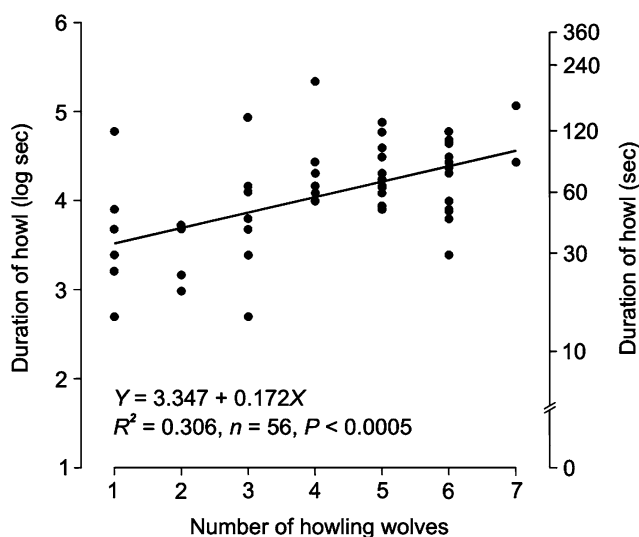 Duration of howl (log sec)
6
5
4
3
2
1
Y = 3.347 + 0.172X
R² = 0.306, n = 56, P < 0.0005
1 2 3 4 5 6 7
Number of howling wolves
360
240
120
60
30
10
0
Duration of howl (sec)